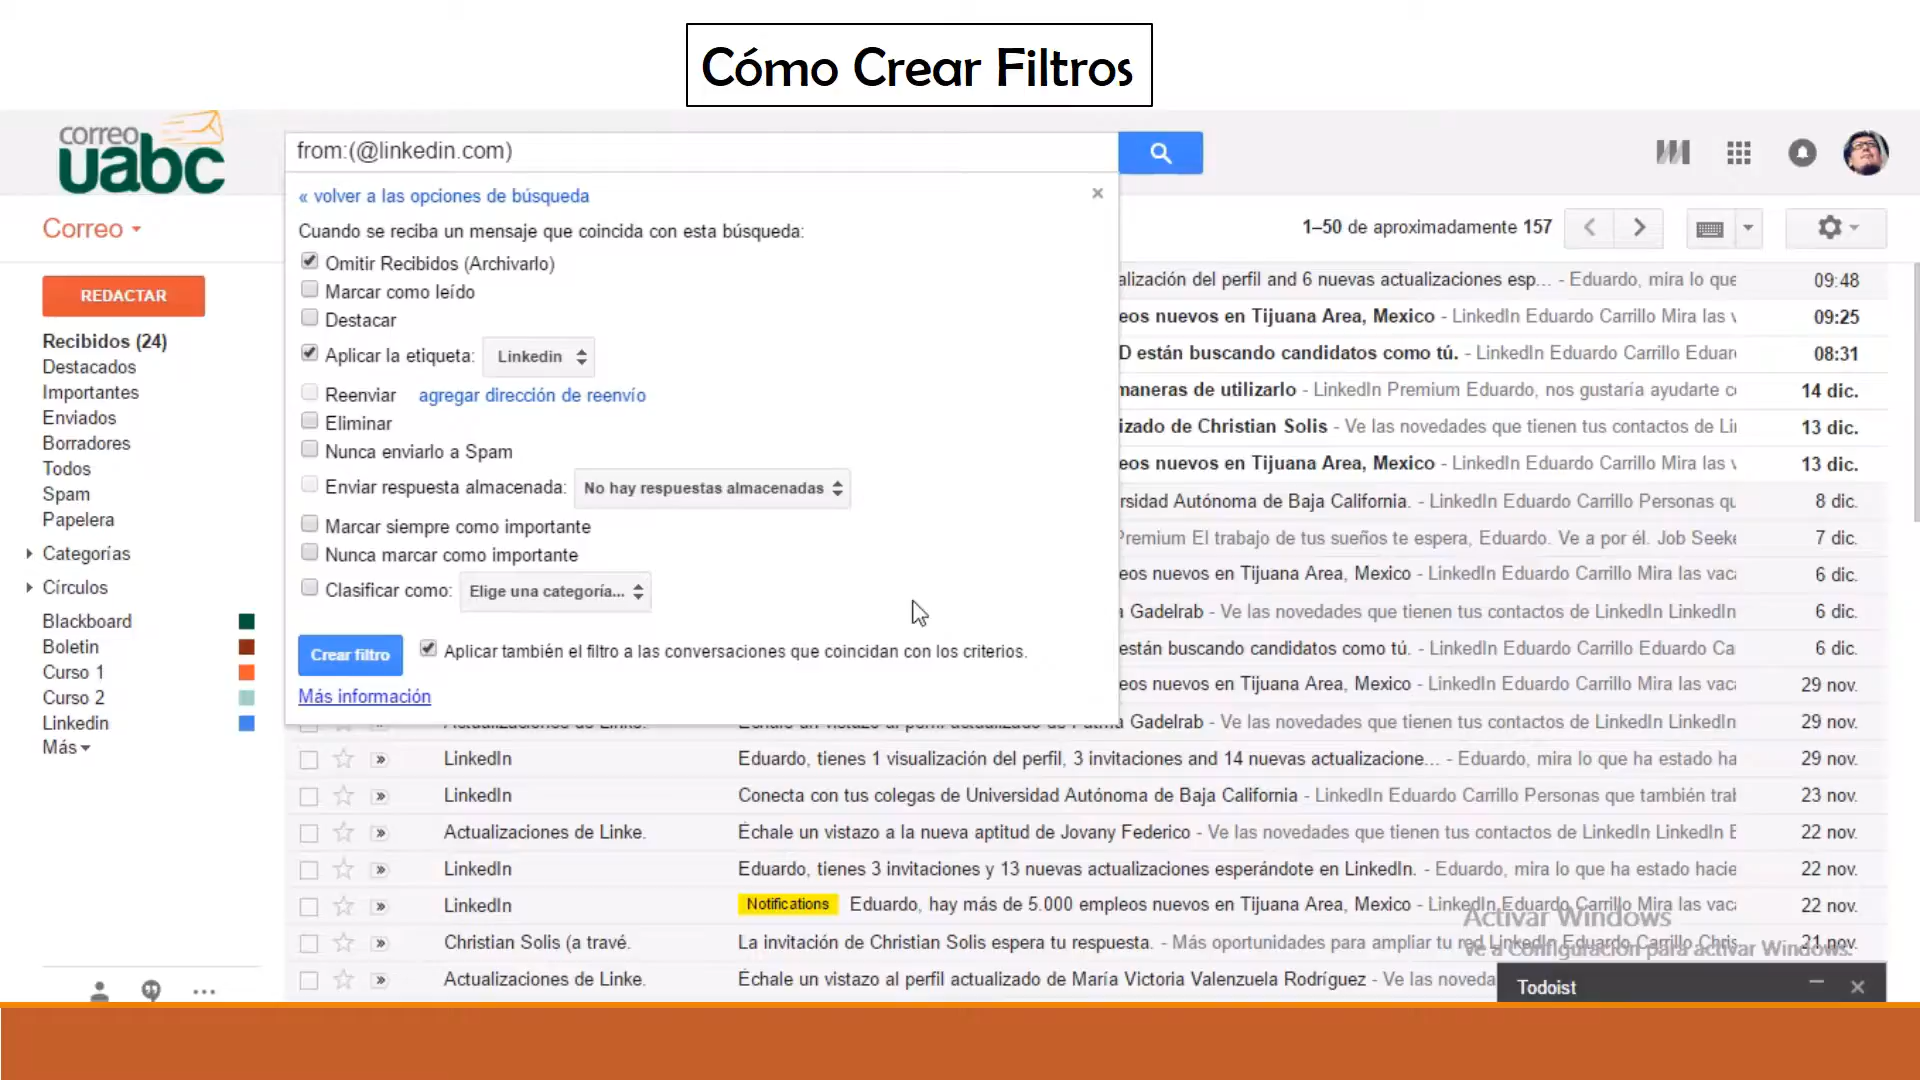 Cómo Crear Filtros
correo
uabc
from:(@linkedin.com)
« volver a las opciones de búsqueda
×
Cuando se reciba un mensaje que coincida con esta búsqueda:
Omitir Recibidos (Archivarlo)
Marcar como leído
Destacar
Aplicar la etiqueta: Linkedin
Reenviar agregar dirección de reenvío
Eliminar
Nunca enviarlo a Spam
Enviar respuesta almacenada: No hay respuestas almacenadas
Marcar siempre como importante
Nunca marcar como importante
Clasificar como: Elige una categoría...
Crear filtro Aplicar también el filtro a las conversaciones que coincidan con los criterios.
Más información
Correo
REDACTAR
Recibidos (24)
Destacados
Importantes
Enviados
Borradores
Todos
Spam
Papelera
Categorías
Círculos
Blackboard
Boletin
Curso 1
Curso 2
Linkedin
Más
1–50 de aproximadamente 157
alización del perfil and 6 nuevas actualizaciones esp... - Eduardo, mira lo que 09:48
eos nuevos en Tijuana Area, Mexico - LinkedIn Eduardo Carrillo Mira las 09:25
D están buscando candidatos como tú. - LinkedIn Eduardo Carrillo Eduar 08:31
maneras de utilizarlo - LinkedIn Premium Eduardo, nos gustaría ayudarte 14 dic.
izado de Christian Solis - Ve las novedades que tienen tus contactos de Li 13 dic.
eos nuevos en Tijuana Area, Mexico - LinkedIn Eduardo Carrillo Mira las 13 dic.
rsidad Autónoma de Baja California. - LinkedIn Eduardo Carrillo Personas qu 8 dic.
Premium El trabajo de tus sueños te espera, Eduardo. Ve a por él. Job Seeke 7 dic.
eos nuevos en Tijuana Area, Mexico - LinkedIn Eduardo Carrillo Mira las vaca 6 dic.
Gadelrab - Ve las novedades que tienen tus contactos de LinkedIn LinkedIn 6 dic.
están buscando candidatos como tú. - LinkedIn Eduardo Carrillo Eduardo Ca 6 dic.
eos nuevos en Tijuana Area, Mexico - LinkedIn Eduardo Carrillo Mira las vaca 29 nov.
Gadelrab - Ve las novedades que tienen tus contactos de LinkedIn LinkedIn 29 nov.
LinkedIn Eduardo, tienes 1 visualización del perfil, 3 invitaciones and 14 nuevas actualizacione... - Eduardo, mira lo que ha estado ha 29 nov.
LinkedIn Conecta con tus colegas de Universidad Autónoma de Baja California - LinkedIn Eduardo Carrillo Personas que también tra 23 nov.
Actualizaciones de Linke. Échale un vistazo a la nueva aptitud de Jovany Federico - Ve las novedades que tienen tus contactos de LinkedIn LinkedIn E 22 nov.
LinkedIn Eduardo, tienes 3 invitaciones y 13 nuevas actualizaciones esperándote en LinkedIn. - Eduardo, mira lo que ha estado hacie 22 nov.
LinkedIn Notifications Eduardo, hay más de 5.000 empleos nuevos en Tijuana Area, Mexico - LinkedIn Eduardo Carrillo Mira las vaca 22 nov.
Christian Solis (a travé. La invitación de Christian Solis espera tu respuesta. - Más oportunidades para ampliar tu red LinkedIn Eduardo Carrillo Chris 21 nov.
Actualizaciones de Linke. Échale un vistazo al perfil actualizado de María Victoria Valenzuela Rodríguez - Ve las noveda
Activar Windows
Ve a Configuración para activar Windows.
Todoist